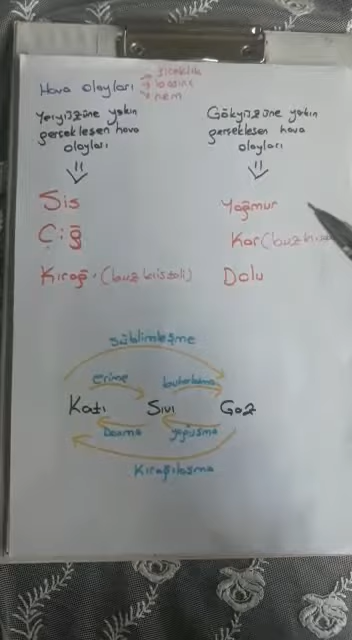 Hava olayları → sıcaklık
→ basınç
→ nem
Yeryüzüne yakın
gerçekleşen hava
olayları
Gökyüzüne yakın
gerçekleşen hava
olayları
Sis
Çiğ
Kırağı (buz kristali)
Yağmur
Kar (buz
Dolu
Süblimleşme
erime
buharlaşma
Katı Sıvı Gaz
Donma
yoğuşma
Kırağılaşma